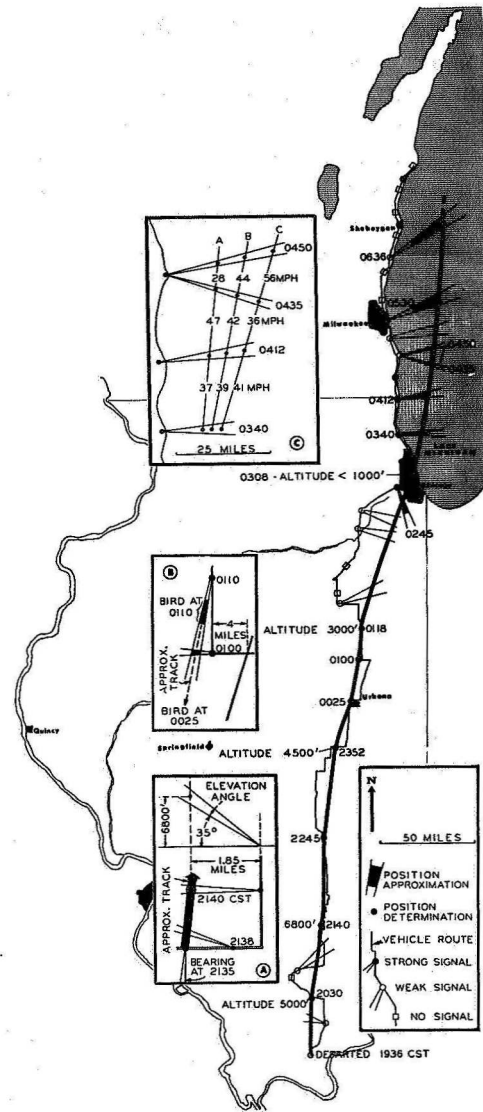 Sheboygan
0636
0530
Milwaukee
0450
0435
0412
0340
LAKE
MICHIGAN
0308 - ALTITUDE < 1000'
0245
A
B
C
0450
28 44 56MPH
0435
47 42 36MPH
0412
37 39 41 MPH
0340
25 MILES
C
B
0110
BIRD AT
0110
4
MILES
0100
APPROX.
TRACK
BIRD AT
0025
ALTITUDE 3000' 0118
0100
Urbana
0025
Quincy
Springfield
ALTITUDE 4500' 2352
2245
6800' 2140
ALTITUDE 5000' 2030
DEPARTED 1936 CST
6800'
ELEVATION
ANGLE
35°
1.85
MILES
2140 CST
APPROX. TRACK
2138
BEARING
AT 2135
A
N
50 MILES
POSITION
APPROXIMATION
POSITION
DETERMINATION
VEHICLE ROUTE
STRONG SIGNAL
WEAK SIGNAL
NO SIGNAL